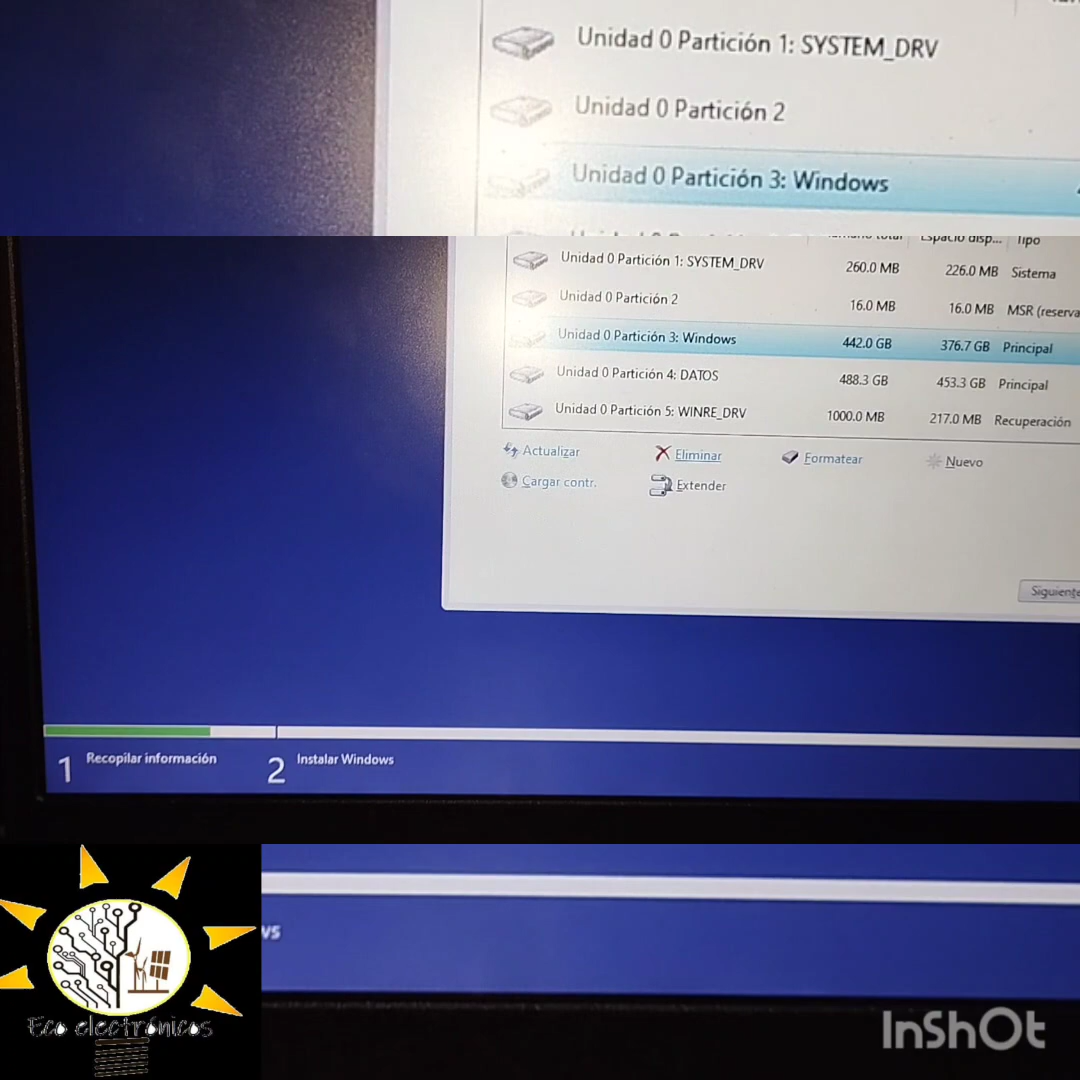 Unidad 0 Partición 1: SYSTEM_DRV
Unidad 0 Partición 2
Unidad 0 Partición 3: Windows
Espacio disp... Tipo
Unidad 0 Partición 1: SYSTEM_DRV 260.0 MB 226.0 MB Sistema
Unidad 0 Partición 2 16.0 MB 16.0 MB MSR (reserva
Unidad 0 Partición 3: Windows 442.0 GB 376.7 GB Principal
Unidad 0 Partición 4: DATOS 488.3 GB 453.3 GB Principal
Unidad 0 Partición 5: WINRE_DRV 1000.0 MB 217.0 MB Recuperación
Actualizar Eliminar Formatear Nuevo
Cargar contr. Extender
Siguiente
1 Recopilar información 2 Instalar Windows
ws
Eco electrónicos
InShOt